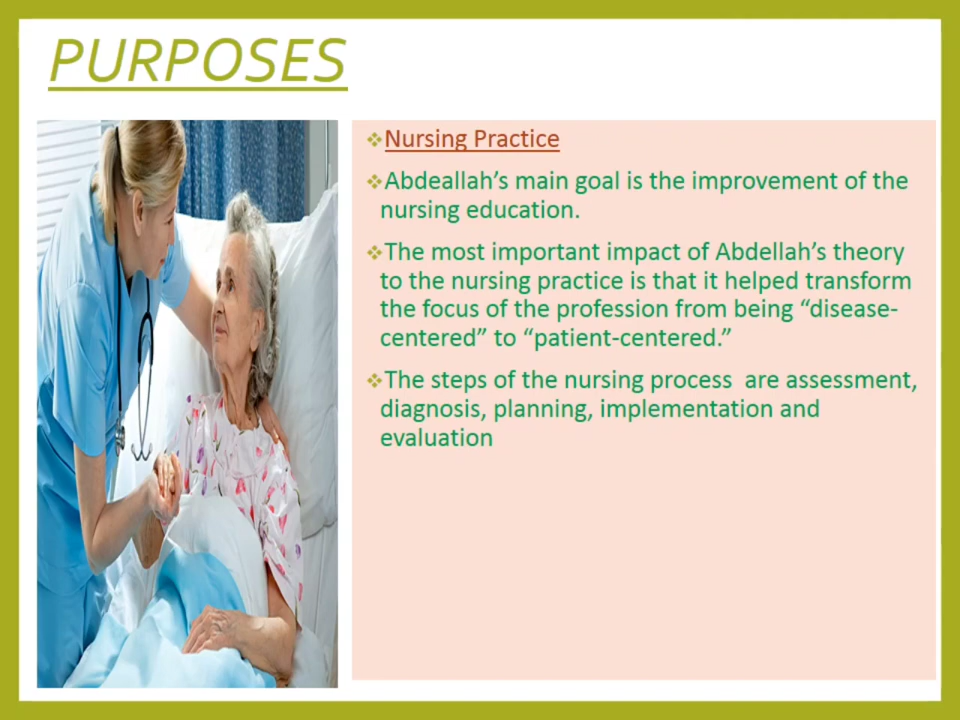 PURPOSES
❖Nursing Practice
❖Abdeallah’s main goal is the improvement of the
nursing education.
❖The most important impact of Abdellah’s theory
to the nursing practice is that it helped transform
the focus of the profession from being “disease-
centered” to “patient-centered.”
❖The steps of the nursing process  are assessment,
diagnosis, planning, implementation and
evaluation